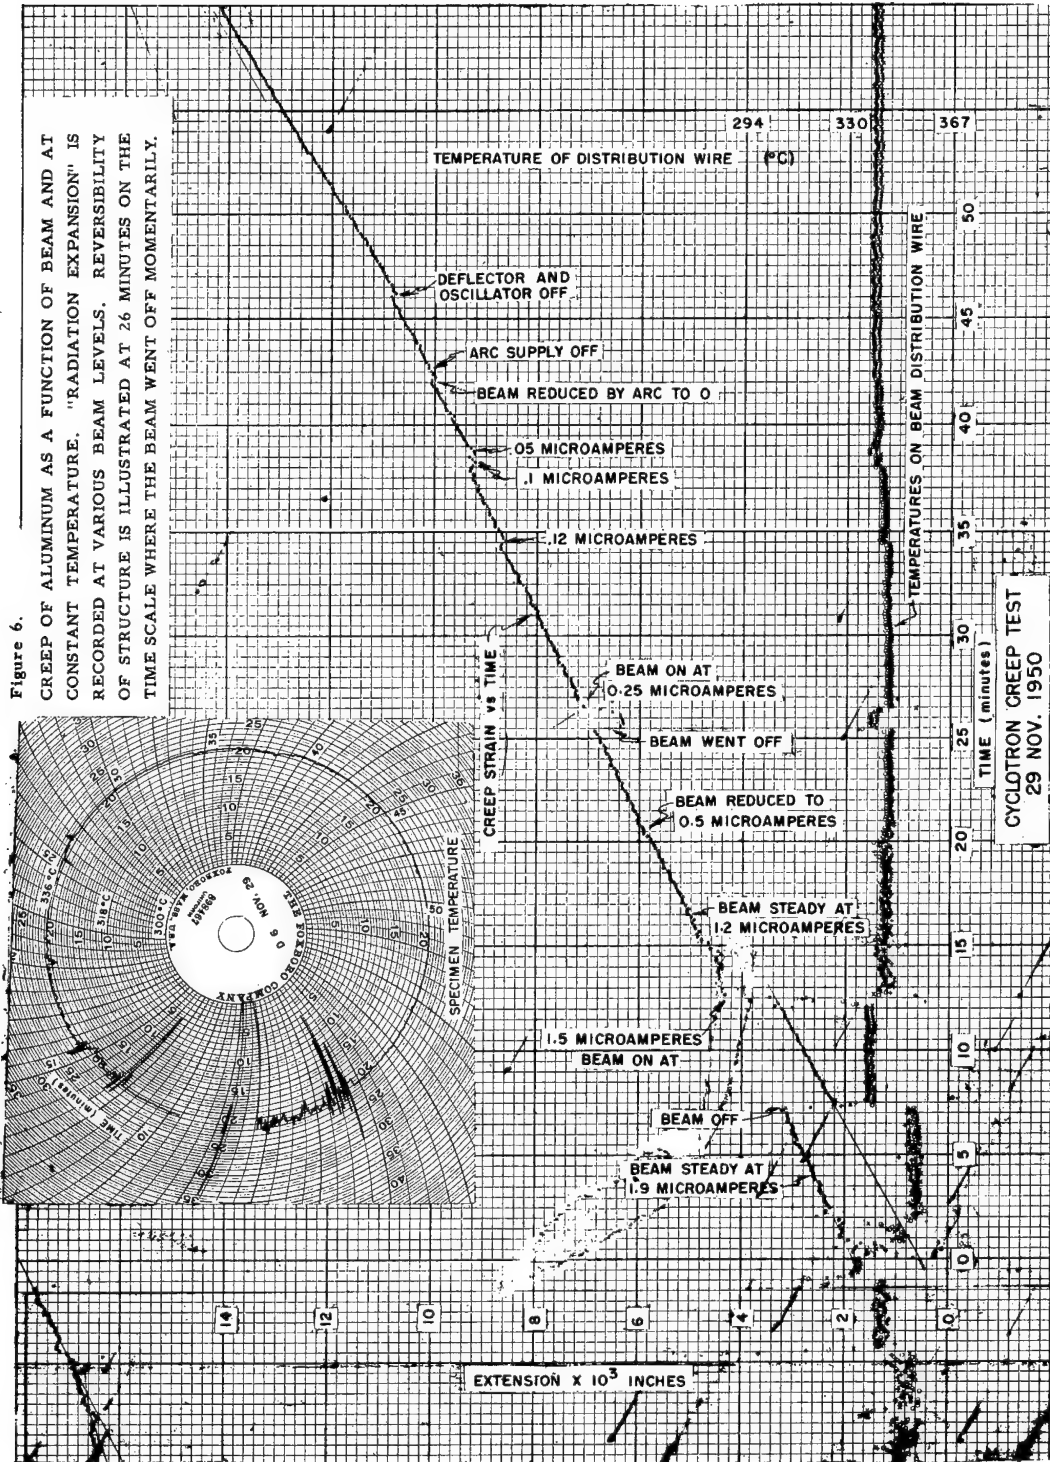 Figure 6.
CREEP OF ALUMINUM AS A FUNCTION OF BEAM AND AT
CONSTANT TEMPERATURE. "RADIATION EXPANSION" IS
RECORDED AT VARIOUS BEAM LEVELS. REVERSIBILITY
OF STRUCTURE IS ILLUSTRATED AT 26 MINUTES ON THE
TIME SCALE WHERE THE BEAM WENT OFF MOMENTARILY.
294 330 367
TEMPERATURE OF DISTRIBUTION WIRE (°C)
DEFLECTOR AND
OSCILLATOR OFF
ARC SUPPLY OFF
BEAM REDUCED BY ARC TO 0
.05 MICROAMPERES
.1 MICROAMPERES
.12 MICROAMPERES
CREEP STRAIN vs TIME
BEAM ON AT
0.25 MICROAMPERES
BEAM WENT OFF
BEAM REDUCED TO
0.5 MICROAMPERES
BEAM STEADY AT
1.2 MICROAMPERES
1.5 MICROAMPERES
BEAM ON AT
BEAM OFF
BEAM STEADY AT
1.9 MICROAMPERES
TEMPERATURES ON BEAM DISTRIBUTION WIRE
50
45
40
35
30
25
20
15
10
5
0
TIME (minutes)
CYCLOTRON CREEP TEST
29 NOV. 1950
14
12
10
8
6
4
2
0
EXTENSION X 10³ INCHES
SPECIMEN TEMPERATURE
THE FOXBORO COMPANY
FOXBORO MASS. U.S.A.
D 6 NOV. 29
300°C
318°C
336°C
TIME (minutes)